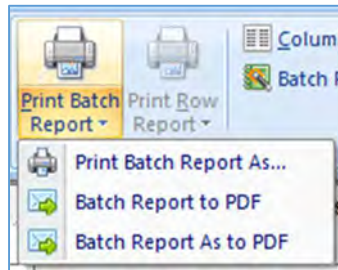 Print Batch Report
Print Row Report
Colum
Batch
Print Batch Report As...
Batch Report to PDF
Batch Report As to PDF